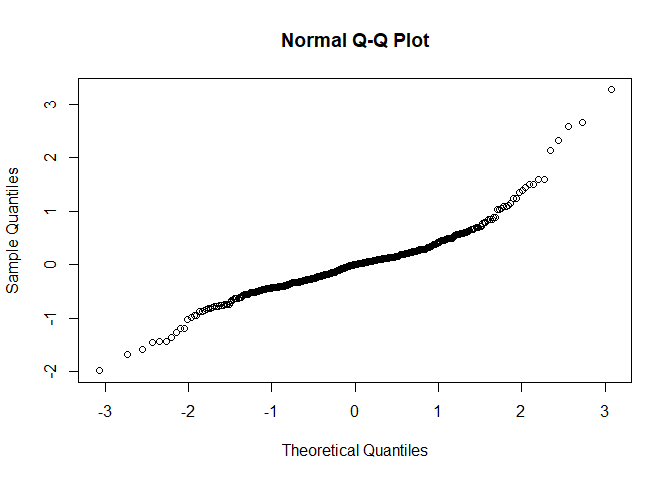 Normal Q-Q Plot
Sample Quantiles
3
2
1
0
-1
-2
-3 -2 -1 0 1 2 3
Theoretical Quantiles